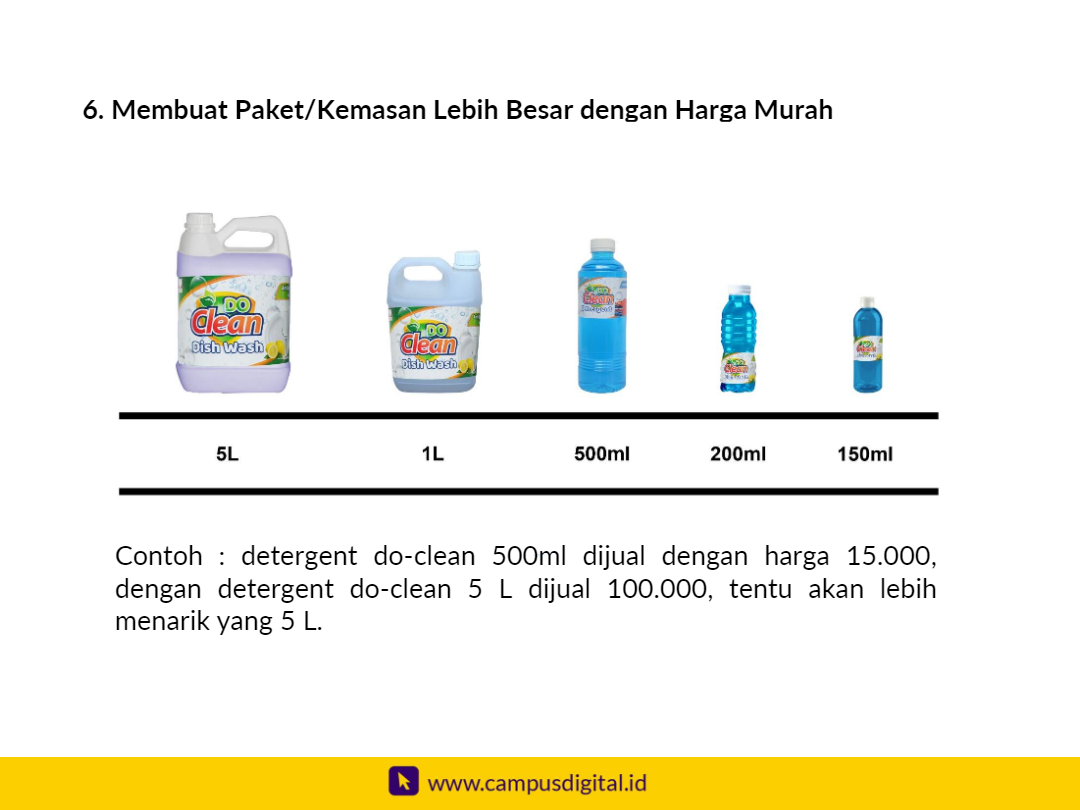 6. Membuat Paket/Kemasan Lebih Besar dengan Harga Murah
DO
Clean
Dish Wash
DO
Clean
Dish Wash
5L
1L
500ml
200ml
150ml
Contoh : detergent do-clean 500ml dijual dengan harga 15.000,
dengan detergent do-clean 5 L dijual 100.000, tentu akan lebih
menarik yang 5 L.
www.campusdigital.id